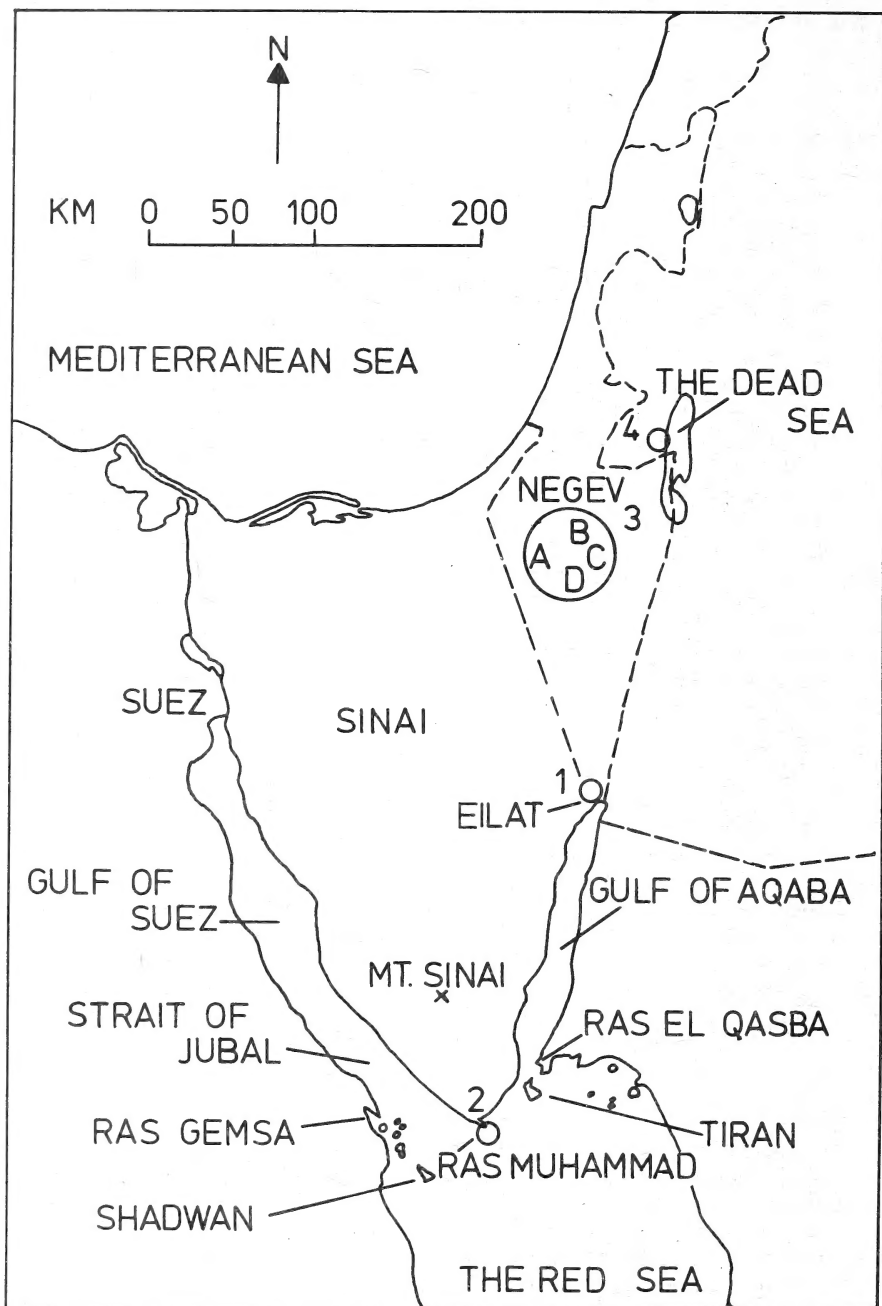 N
KM 0 50 100 200
MEDITERRANEAN SEA
THE DEAD
SEA
4
NEGEV
3
B
A C
D
SUEZ
SINAI
1
EILAT
GULF OF
SUEZ
GULF OF AQABA
MT. SINAI
x
STRAIT OF
JUBAL
RAS EL QASBA
2
RAS GEMSA
TIRAN
RAS MUHAMMAD
SHADWAN
THE RED SEA